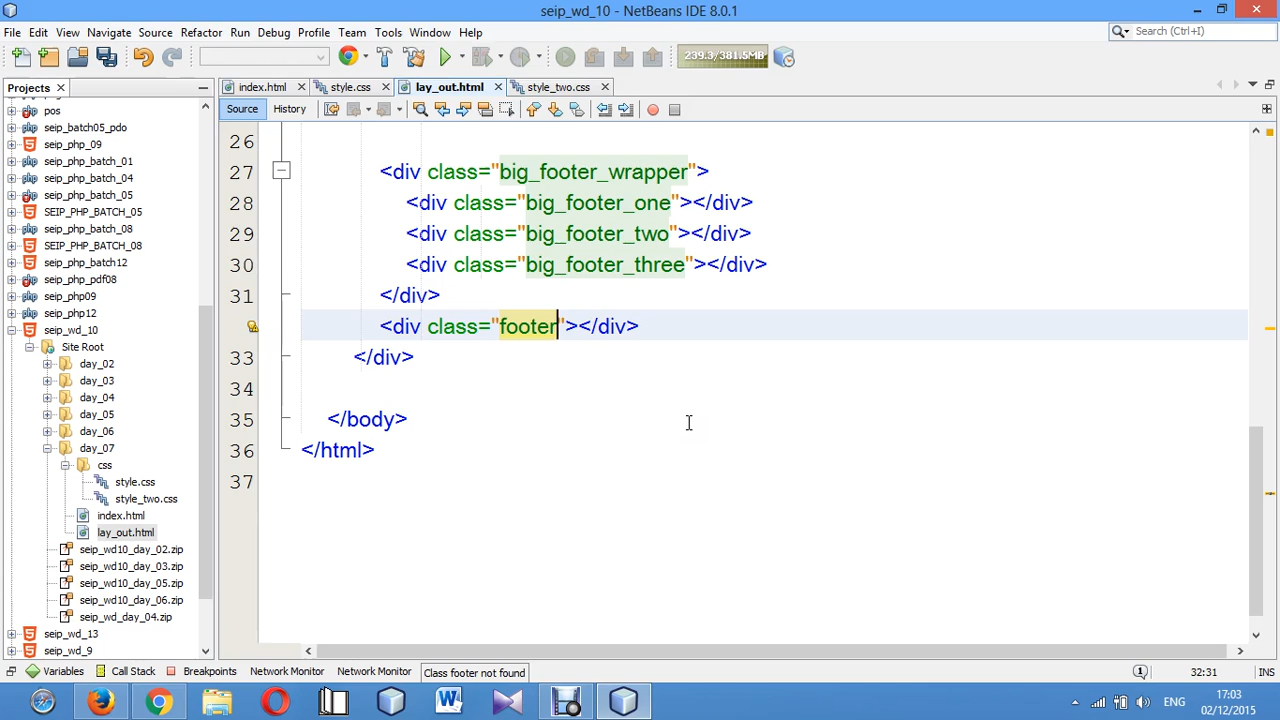 seip_wd_10 - NetBeans IDE 8.0.1
File Edit View Navigate Source Refactor Run Debug Profile Team Tools Window Help
Search (Ctrl+I)
239.3/381.5MB
Projects
index.html style.css lay_out.html style_two.css
Source History
pos
seip_batch05_pdo
seip_php_09
seip_php_batch_01
seip_php_batch_04
seip_php_batch_05
SEIP_PHP_BATCH_05
seip_php_batch_08
SEIP_PHP_BATCH_08
seip_php_batch12
seip_php_pdf08
seip_php09
seip_php12
seip_wd_10
Site Root
day_02
day_03
day_04
day_05
day_06
day_07
css
style.css
style_two.css
index.html
lay_out.html
seip_wd10_day_02.zip
seip_wd10_day_03.zip
seip_wd10_day_05.zip
seip_wd10_day_06.zip
seip_wd_day_04.zip
seip_wd_13
seip_wd_9
26
27 <div class="big_footer_wrapper">
28 <div class="big_footer_one"></div>
29 <div class="big_footer_two"></div>
30 <div class="big_footer_three"></div>
31 </div>
<div class="footer"></div>
33 </div>
34
35 </body>
36 </html>
37
Variables Call Stack Breakpoints Network Monitor Network Monitor Class footer not found 1 32:31 INS
ENG 17:03
02/12/2015